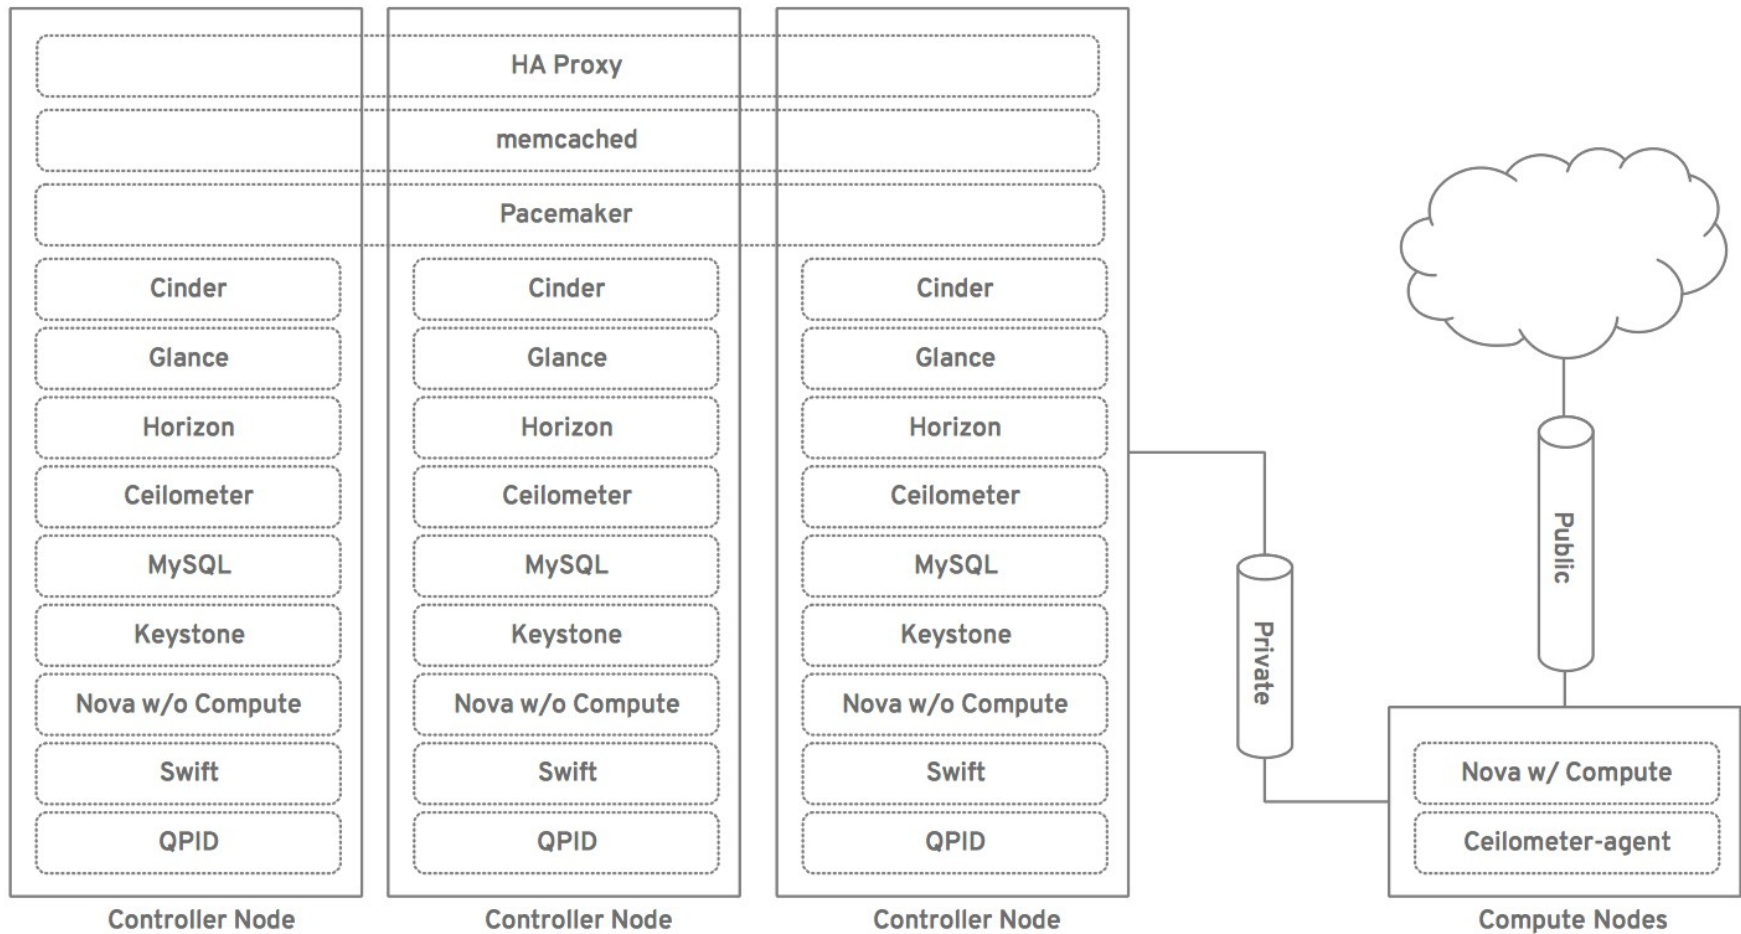 HA Proxy
memcached
Pacemaker
Cinder
Glance
Horizon
Ceilometer
MySQL
Keystone
Nova w/o Compute
Swift
QPID
Controller Node
Cinder
Glance
Horizon
Ceilometer
MySQL
Keystone
Nova w/o Compute
Swift
QPID
Controller Node
Cinder
Glance
Horizon
Ceilometer
MySQL
Keystone
Nova w/o Compute
Swift
QPID
Controller Node
Private
Public
Nova w/ Compute
Ceilometer-agent
Compute Nodes